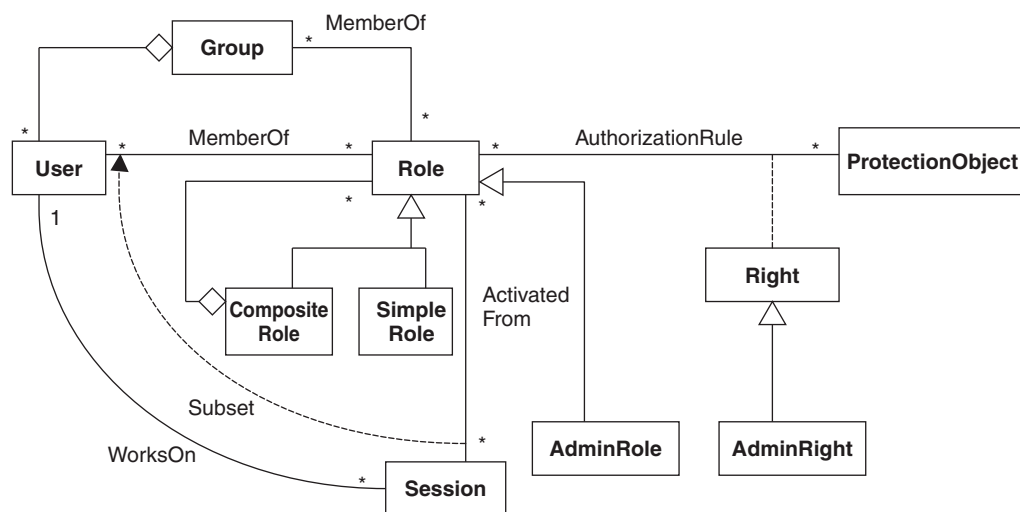 MemberOf
Group
*
*
*
User
*
MemberOf
*
Role
*
AuthorizationRule
*
ProtectionObject
1
*
*
Right
Composite
Role
Simple
Role
Activated
From
Subset
WorksOn
*
AdminRole
AdminRight
*
Session